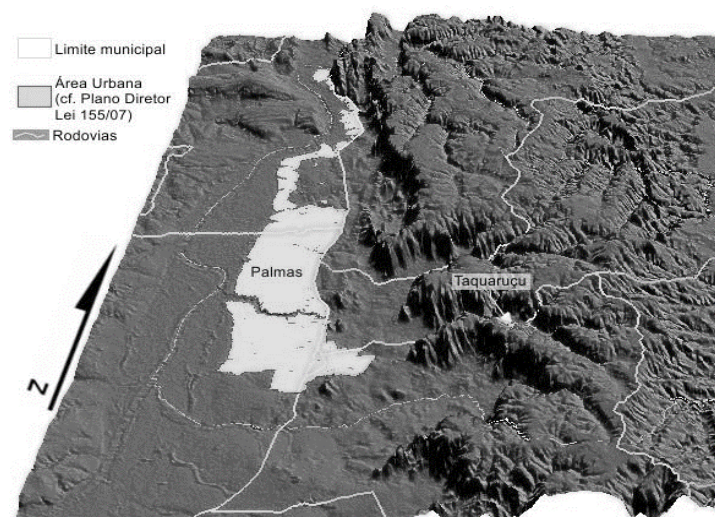 Limite municipal
Área Urbana
(cf. Plano Diretor
Lei 155/07)
Rodovias
Palmas
Taquaruçu
N